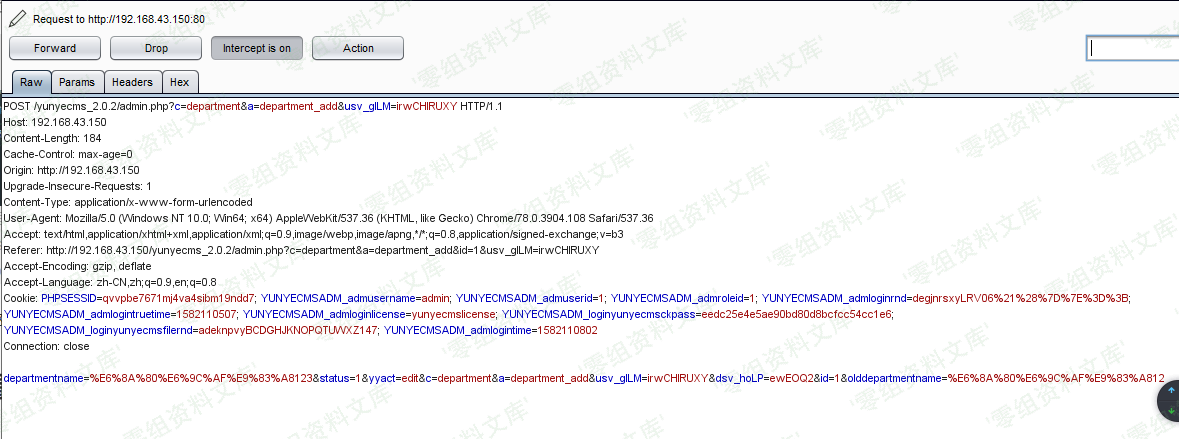 Request to http://192.168.43.150:80
Forward Drop Intercept is on Action
Raw Params Headers Hex
POST /yunyecms_2.0.2/admin.php?c=department&a=department_add&usv_glLM=irwCHIRUXY HTTP/1.1
Host: 192.168.43.150
Content-Length: 184
Cache-Control: max-age=0
Origin: http://192.168.43.150
Upgrade-Insecure-Requests: 1
Content-Type: application/x-www-form-urlencoded
User-Agent: Mozilla/5.0 (Windows NT 10.0; Win64; x64) AppleWebKit/537.36 (KHTML, like Gecko) Chrome/78.0.3904.108 Safari/537.36
Accept: text/html,application/xhtml+xml,application/xml;q=0.9,image/webp,image/apng,*/*;q=0.8,application/signed-exchange;v=b3
Referer: http://192.168.43.150/yunyecms_2.0.2/admin.php?c=department&a=department_add&id=1&usv_glLM=irwCHIRUXY
Accept-Encoding: gzip, deflate
Accept-Language: zh-CN,zh;q=0.9,en;q=0.8
Cookie: PHPSESSID=qvvpbe7671mj4va4sibm19ndd7; YUNYECMSADM_admusername=admin; YUNYECMSADM_admuserid=1; YUNYECMSADM_admroleid=1; YUNYECMSADM_admloginrnd=degjnrsxyLRV06%21%28%7D%7E%3D%3B;
YUNYECMSADM_admlogintruetime=1582110507; YUNYECMSADM_admloginlicense=yunyecmslicense; YUNYECMSADM_loginyunyecmsckpass=eedc25e4e5ae90bd80d8bcfcc54cc1e6;
YUNYECMSADM_loginyunyecmsfilernd=adeknpvyBCDGHJKNOPQTUWXZ147; YUNYECMSADM_admlogintime=1582110802
Connection: close
departmentname=%E6%8A%80%E6%9C%AF%E9%83%A8123&status=1&yyact=edit&c=department&a=department_add&usv_glLM=irwCHIRUXY&dsv_hoLP=ewEOQ2&id=1&olddepartmentname=%E6%8A%80%E6%9C%AF%E9%83%A812
'零组资料文库'